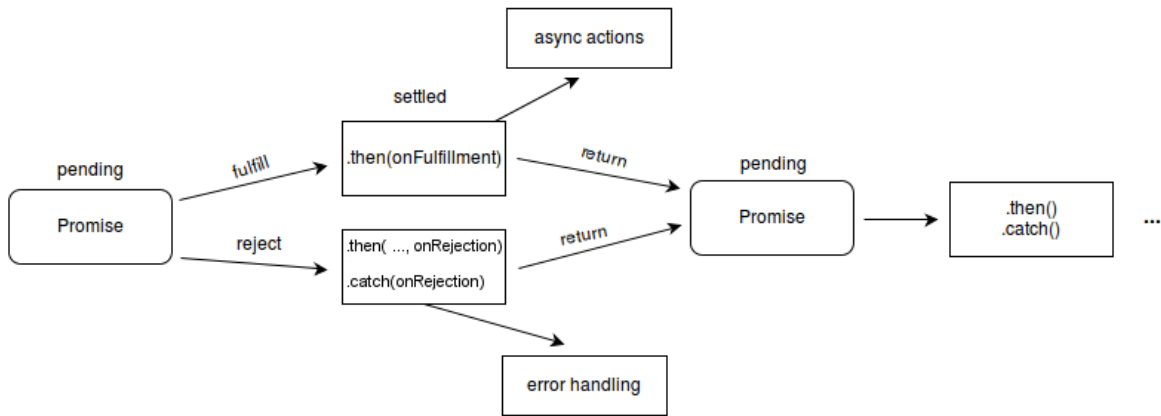 async actions
settled
.then(onFulfillment)
pending
fulfill
return
pending
Promise
Promise
.then()
.catch()
...
reject
.then( ..., onRejection)
.catch(onRejection)
return
error handling